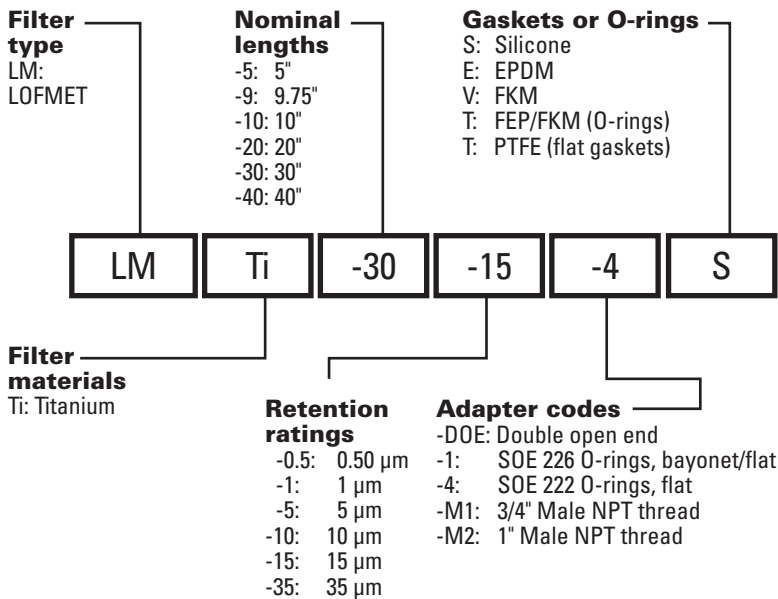 Filter
type
LM:
LOFMET
Nominal
lengths
-5: 5"
-9: 9.75"
-10: 10"
-20: 20"
-30: 30"
-40: 40"
Gaskets or O-rings
S: Silicone
E: EPDM
V: FKM
T: FEP/FKM (O-rings)
T: PTFE (flat gaskets)
LM Ti -30 -15 -4 S
Filter
materials
Ti: Titanium
Retention
ratings
-0.5: 0.50 µm
-1: 1 µm
-5: 5 µm
-10: 10 µm
-15: 15 µm
-35: 35 µm
Adapter codes
-DOE: Double open end
-1: SOE 226 O-rings, bayonet/flat
-4: SOE 222 O-rings, flat
-M1: 3/4" Male NPT thread
-M2: 1" Male NPT thread